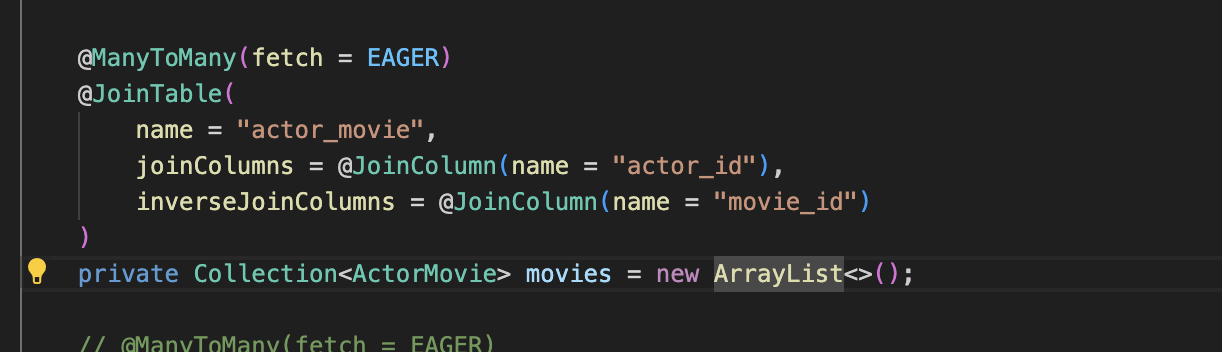 @ManyToMany(fetch = EAGER)
@JoinTable(
name = "actor_movie",
joinColumns = @JoinColumn(name = "actor_id"),
inverseJoinColumns = @JoinColumn(name = "movie_id")
)
private Collection<ActorMovie> movies = new ArrayList<>();
// @ManyToMany(fetch = EAGER)